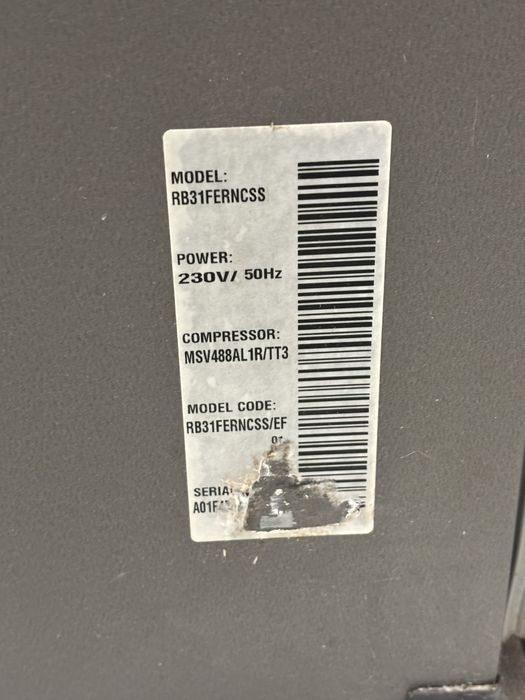 MODEL:
RB31FERNCSS
POWER:
230V/ 50Hz
COMPRESSOR:
MSV488AL1R/TT3
MODEL CODE:
RB31FERNCSS/EF